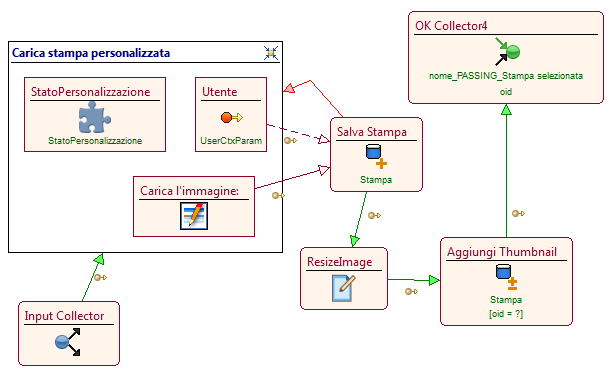 OK Collector4
nome_PASSING_Stampa selezionata
oid
Carica stampa personalizzata
StatoPersonalizzazione
StatoPersonalizzazione
Utente
UserCtxParam
Salva Stampa
Stampa
Carica l'immagine:
ResizeImage
Aggiungi Thumbnail
Stampa
[oid = ?]
Input Collector